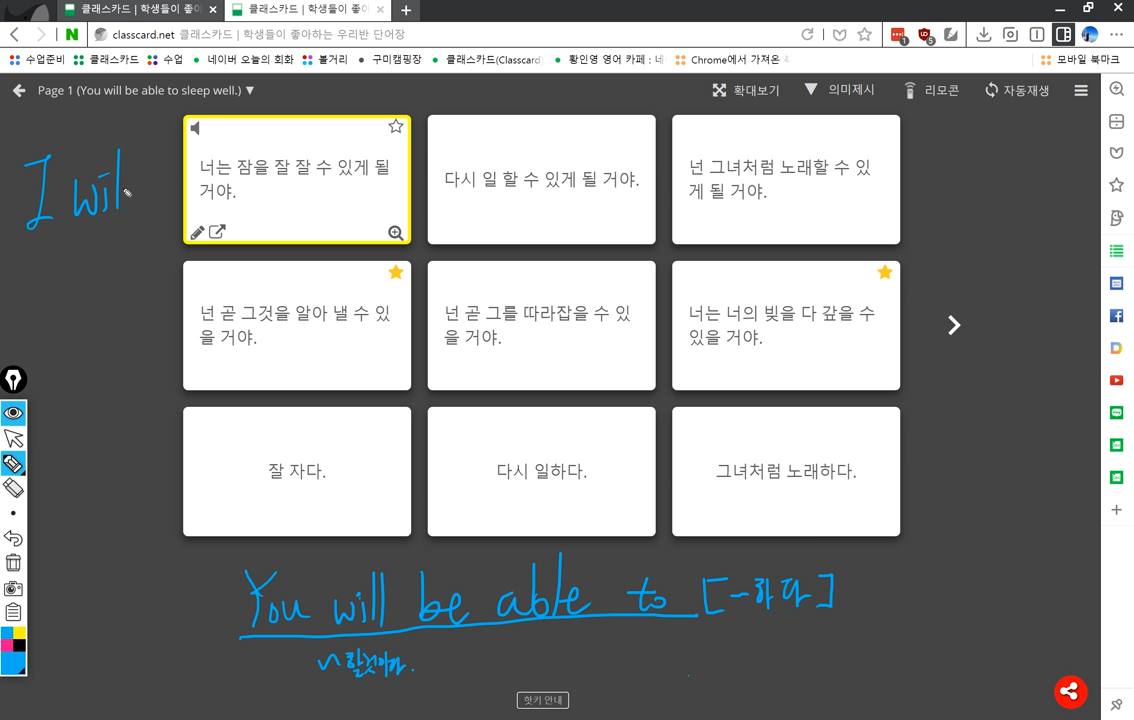 클래스카드 | 학생들이 좋아
클래스카드 | 학생들이 좋아
classcard.net 클래스카드 | 학생들이 좋아하는 우리반 단어장
수업준비 클래스카드 수업 네이버 오늘의 회화 볼거리 구미캠핑장 클래스카드(Classcard) 황인영 영어 카페 : 네 Chrome에서 가져온 모바일 북마크
Page 1 (You will be able to sleep well.) ▼ 확대보기 ▼ 의미제시 리모콘 자동재생
I wil
너는 잠을 잘 잘 수 있게 될
거야.
다시 일 할 수 있게 될 거야.
넌 그녀처럼 노래할 수 있
게 될 거야.
넌 곧 그것을 알아 낼 수 있
을 거야.
넌 곧 그를 따라잡을 수 있
을 거야.
너는 너의 빚을 다 갚을 수
있을 거야.
잘 자다.
다시 일하다.
그녀처럼 노래하다.
You will be able to [-하다]
~할것이다.
핫키 안내